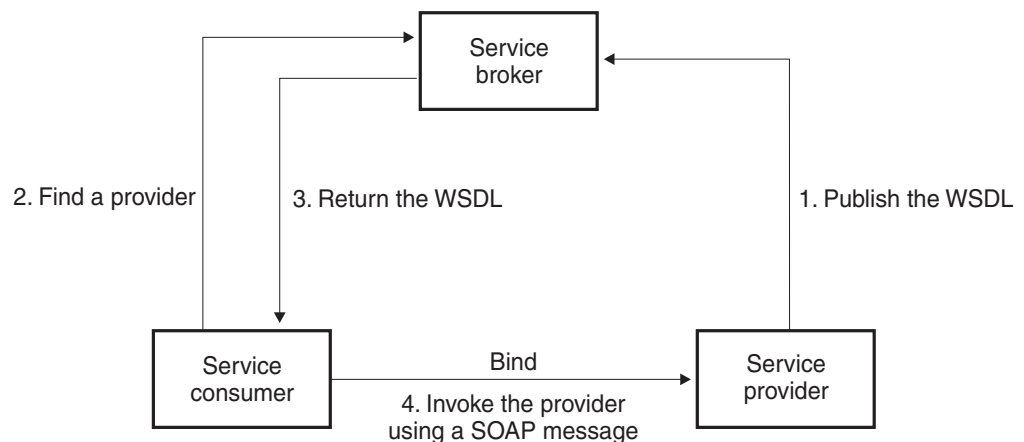 Service
broker
2. Find a provider
3. Return the WSDL
1. Publish the WSDL
Service
consumer
Bind
4. Invoke the provider
using a SOAP message
Service
provider